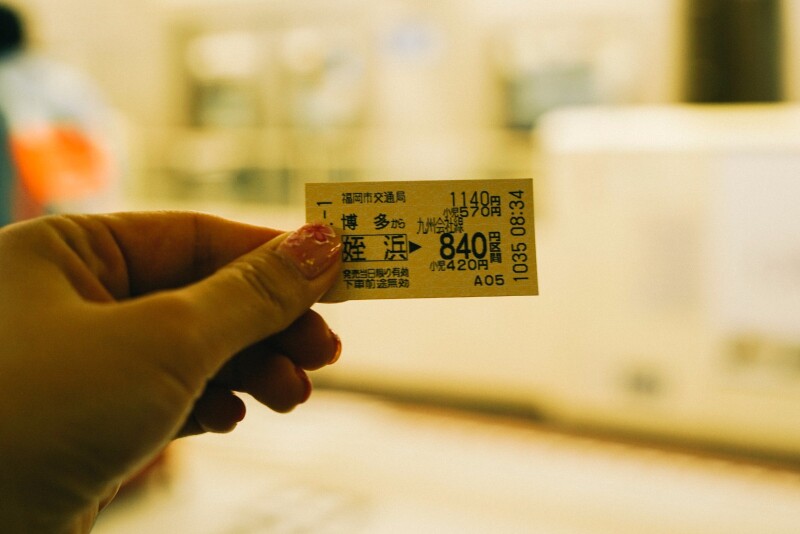 -1
福岡市交通局 1140円
小児570円
博多から 九州会社線
姪浜▶840円区間
小児420円
発売当日限り有効
下車前途無効 A05
1035 08:34